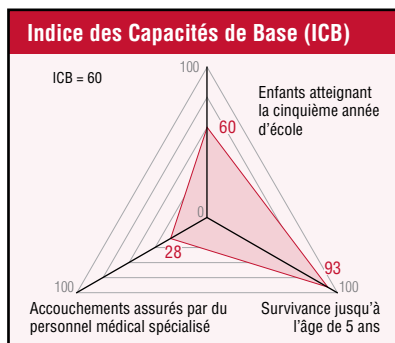 Indice des Capacités de Base (ICB)
100
ICB = 60
Enfants atteignant
la cinquième année
d'école
60
0
28
93
100
100
Accouchements assurés par du
personnel médical spécialisé
Survivance jusqu'à
l'âge de 5 ans